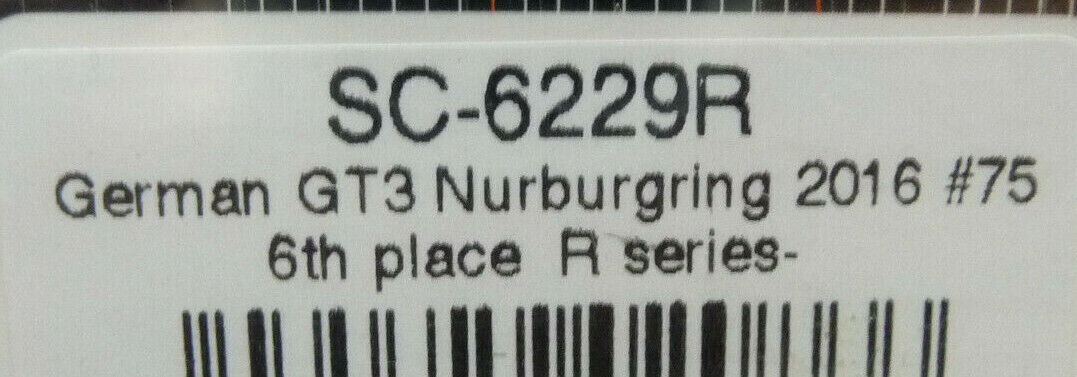 SC-6229R
German GT3 Nurburgring 2016 #75
6th place R series-